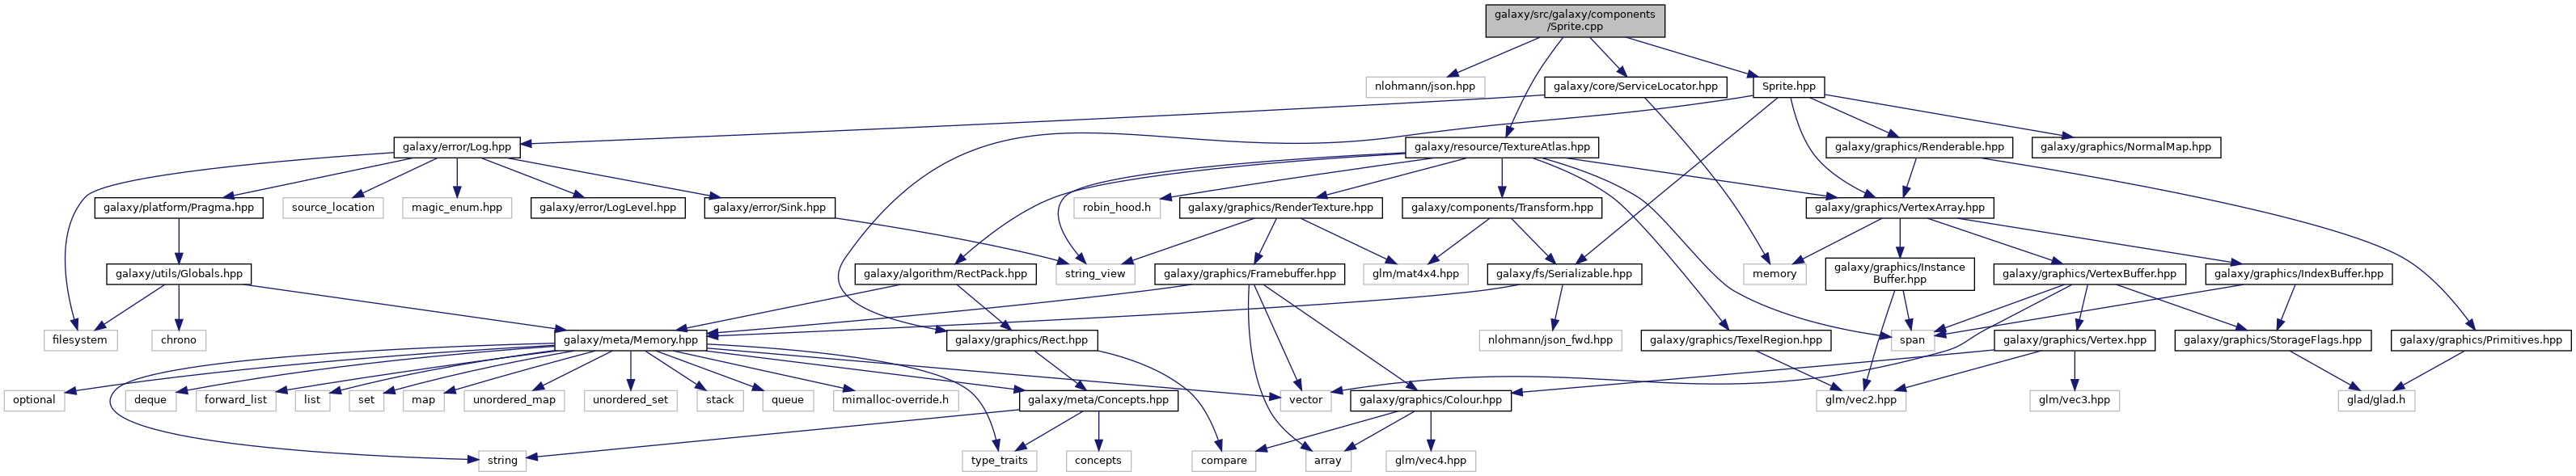 galaxy/src/galaxy/components
/Sprite.cpp
nlohmann/json.hpp
galaxy/core/ServiceLocator.hpp
Sprite.hpp
galaxy/error/Log.hpp
galaxy/resource/TextureAtlas.hpp
galaxy/graphics/Renderable.hpp
galaxy/graphics/NormalMap.hpp
galaxy/platform/Pragma.hpp
source_location
magic_enum.hpp
galaxy/error/LogLevel.hpp
galaxy/error/Sink.hpp
robin_hood.h
galaxy/graphics/RenderTexture.hpp
galaxy/components/Transform.hpp
galaxy/graphics/VertexArray.hpp
galaxy/utils/Globals.hpp
galaxy/algorithm/RectPack.hpp
string_view
galaxy/graphics/Framebuffer.hpp
glm/mat4x4.hpp
galaxy/fs/Serializable.hpp
memory
galaxy/graphics/Instance
Buffer.hpp
galaxy/graphics/VertexBuffer.hpp
galaxy/graphics/IndexBuffer.hpp
filesystem
chrono
galaxy/meta/Memory.hpp
galaxy/graphics/Rect.hpp
nlohmann/json_fwd.hpp
galaxy/graphics/TexelRegion.hpp
span
galaxy/graphics/Vertex.hpp
galaxy/graphics/StorageFlags.hpp
galaxy/graphics/Primitives.hpp
optional
deque
forward_list
list
set
map
unordered_map
unordered_set
stack
queue
mimalloc-override.h
galaxy/meta/Concepts.hpp
vector
galaxy/graphics/Colour.hpp
glm/vec2.hpp
glm/vec3.hpp
glad/glad.h
string
type_traits
concepts
compare
array
glm/vec4.hpp